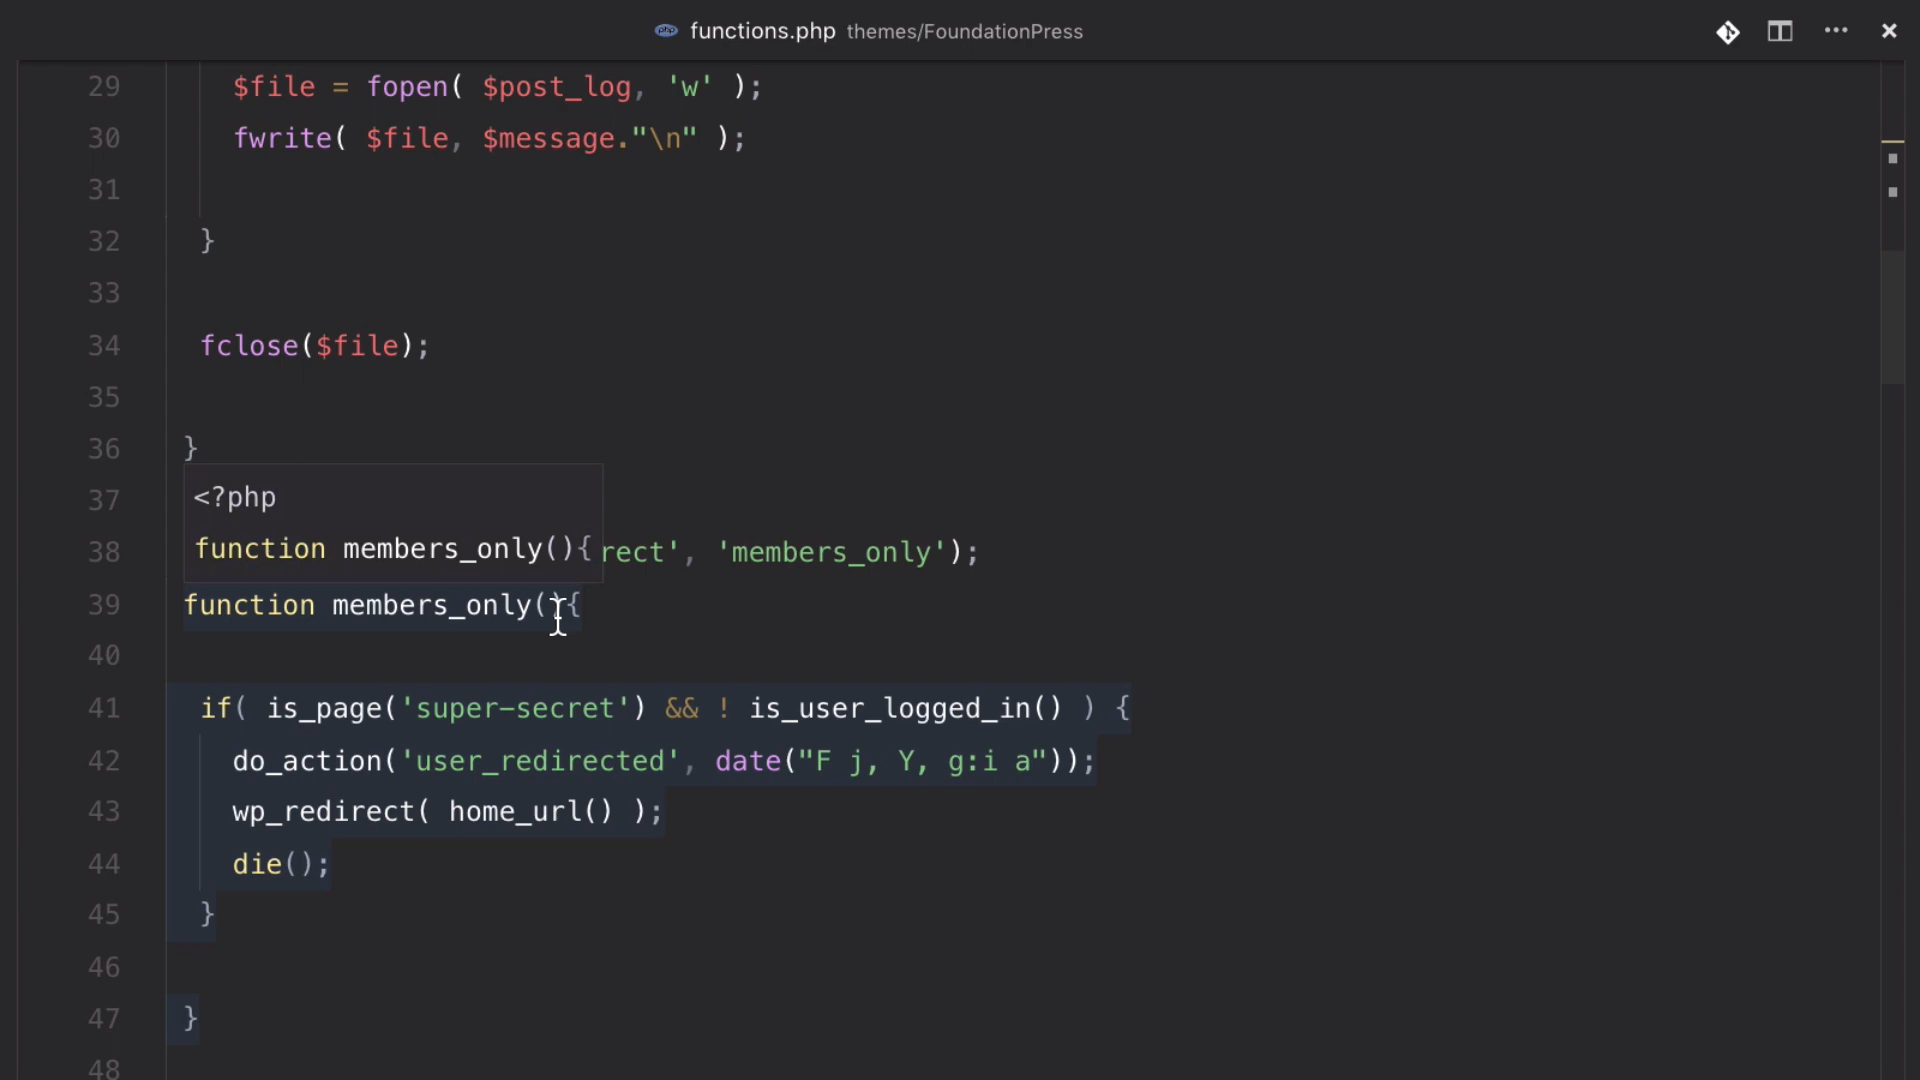 php functions.php themes/FoundationPress
29 $file = fopen( $post_log, 'w' );
30 fwrite( $file, $message."\n" );
31
32 }
33
34 fclose($file);
35
36 }
<?php
37
function members_only(){
38 rect', 'members_only');
39 function members_only(){
40
41 if( is_page('super-secret') && ! is_user_logged_in() ) {
42 do_action('user_redirected', date("F j, Y, g:i a"));
43 wp_redirect( home_url() );
44 die();
45 }
46
47 }
48